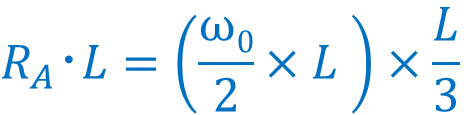 R_A · L = (ω_0/2 × L) × L/3